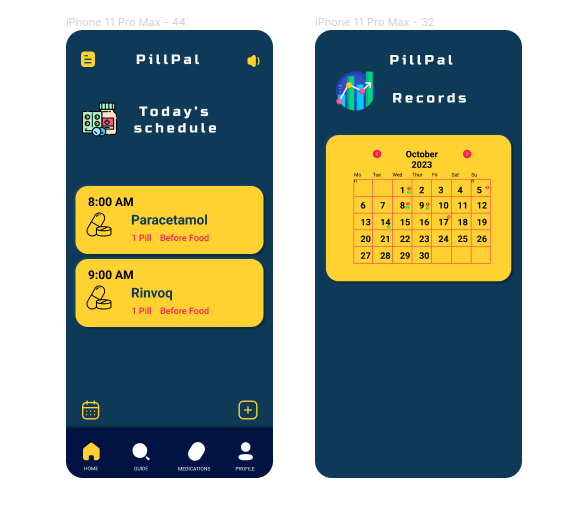 iPhone 11 Pro Max – 44
PillPal
Today's
schedule
8:00 AM
Paracetamol
1 Pill Before Food
9:00 AM
Rinvoq
1 Pill Before Food
HOME
GUIDE
MEDICATIONS
PROFILE
iPhone 11 Pro Max – 32
PillPal
Records
October
2023
Mo Tue Wed Thur Fri Sat Su
n n
1 2 3 4 5
6 7 8 9 10 11 12
13 14 15 16 17 18 19
20 21 22 23 24 25 26
27 28 29 30